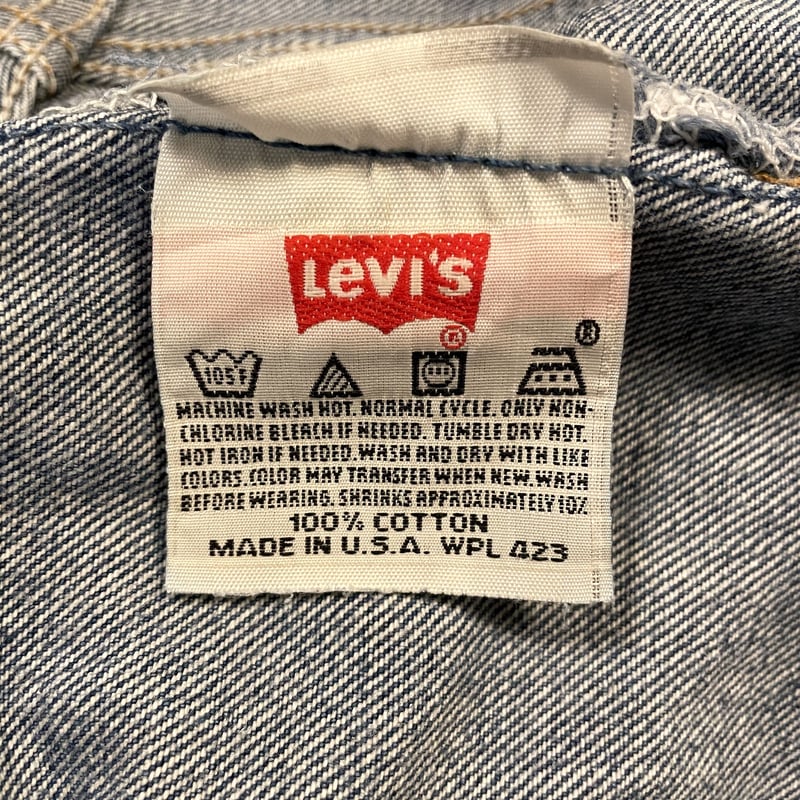 LEVI'S
®
®
105F
MACHINE WASH HOT. NORMAL CYCLE. ONLY NON-
CHLORINE BLEACH IF NEEDED. TUMBLE DRY HOT.
HOT IRON IF NEEDED. WASH AND DRY WITH LIKE
COLORS. COLOR MAY TRANSFER WHEN NEW. WASH
BEFORE WEARING. SHRINKS APPROXIMATELY 10%
100% COTTON
MADE IN U.S.A. WPL 423